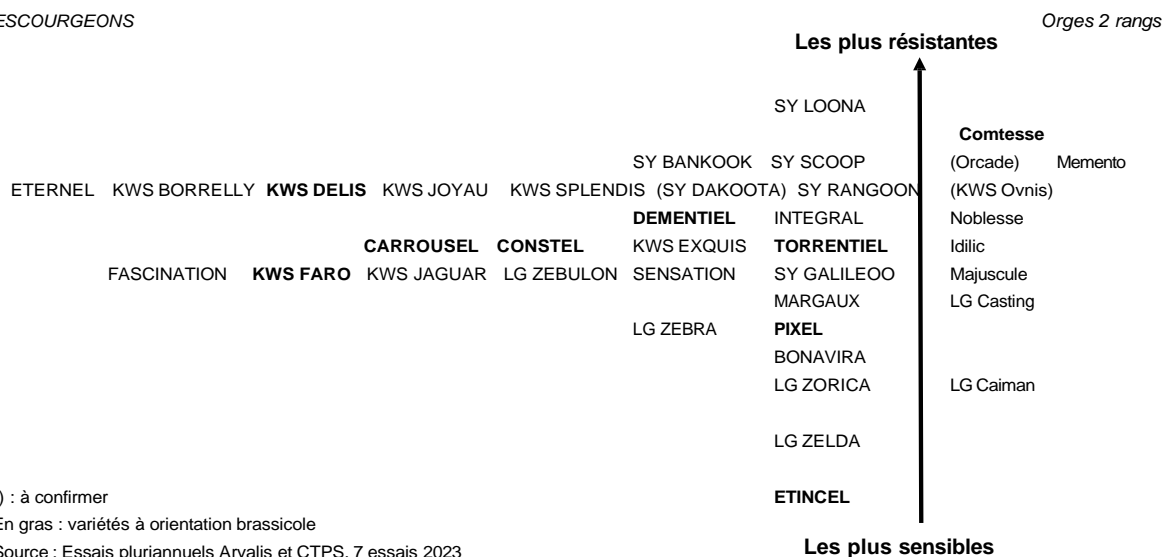 ESCOURGEONS Orges 2 rangs
Les plus résistantes
SY LOONA
Comtesse
SY BANKOOK SY SCOOP (Orcade) Memento
ETERNEL KWS BORRELLY KWS DELIS KWS JOYAU KWS SPLENDIS (SY DAKOOTA) SY RANGOON (KWS Ovnis)
DEMENTIEL INTEGRAL Noblesse
CARROUSEL CONSTEL KWS EXQUIS TORRENTIEL Idilic
FASCINATION KWS FARO KWS JAGUAR LG ZEBULON SENSATION SY GALILEOO Majuscule
MARGAUX LG Casting
LG ZEBRA PIXEL
BONAVIRA
LG ZORICA LG Caiman
LG ZELDA
) : à confirmer ETINCEL
En gras : variétés à orientation brassicole
Source : Essais pluriannuels Arvalis et CTPS, 7 essais 2023
Les plus sensibles